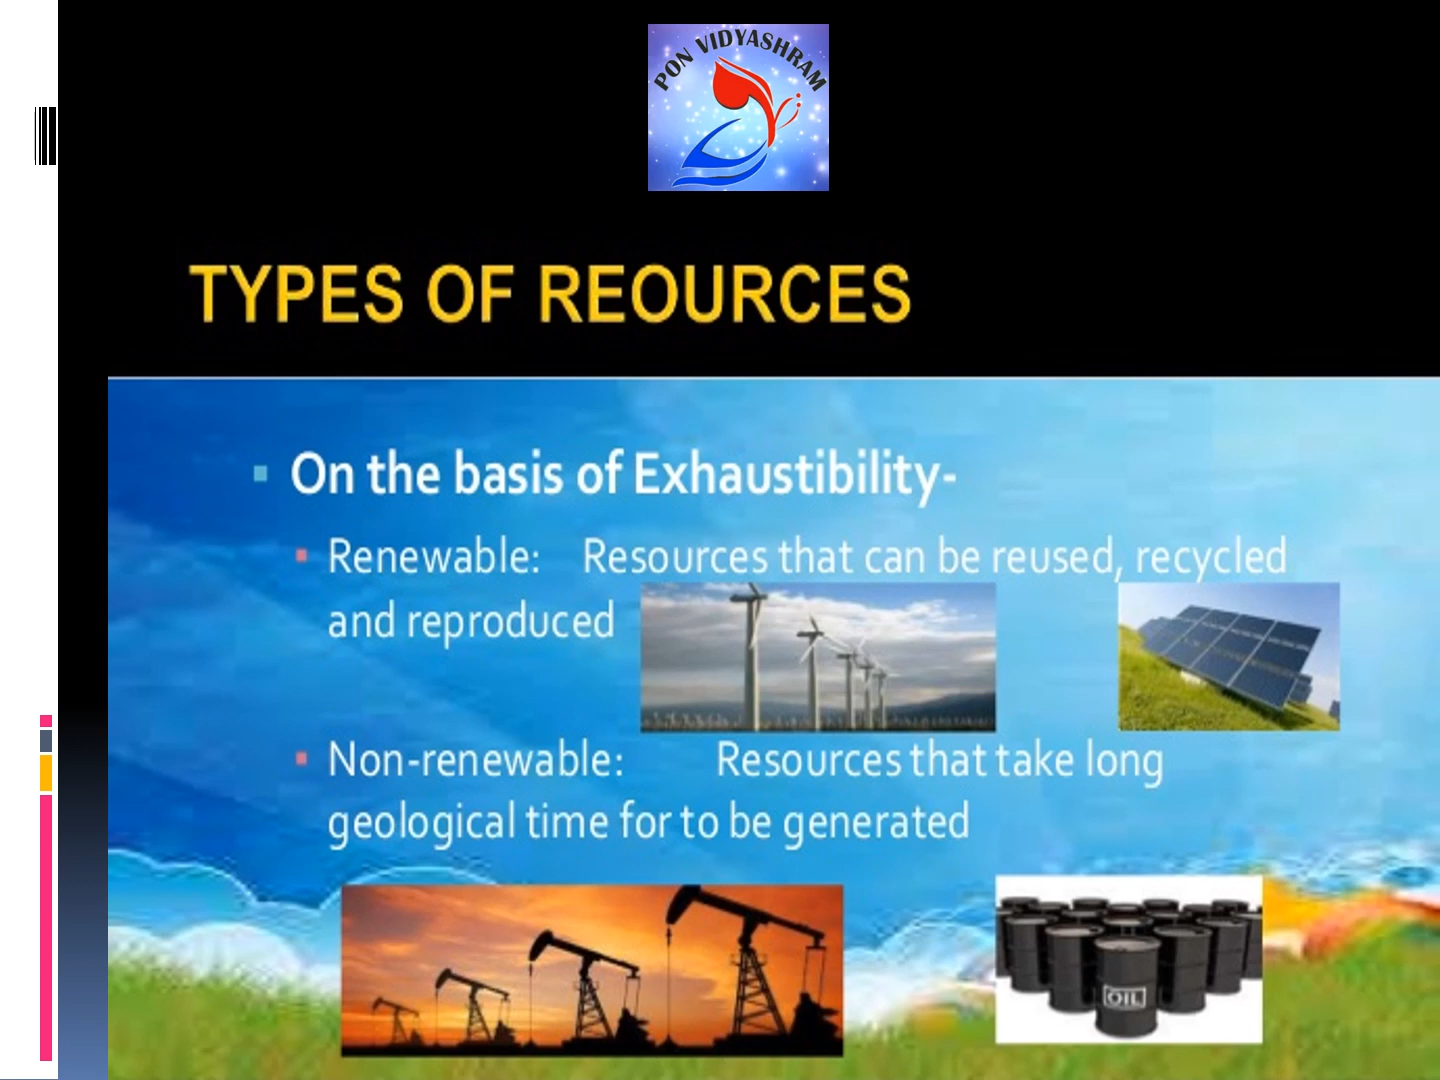 PON VIDYASHRAM
TYPES OF REOURCES
On the basis of Exhaustibility-
Renewable: Resources that can be reused, recycled
and reproduced
Non-renewable: Resources that take long
geological time for to be generated
OIL